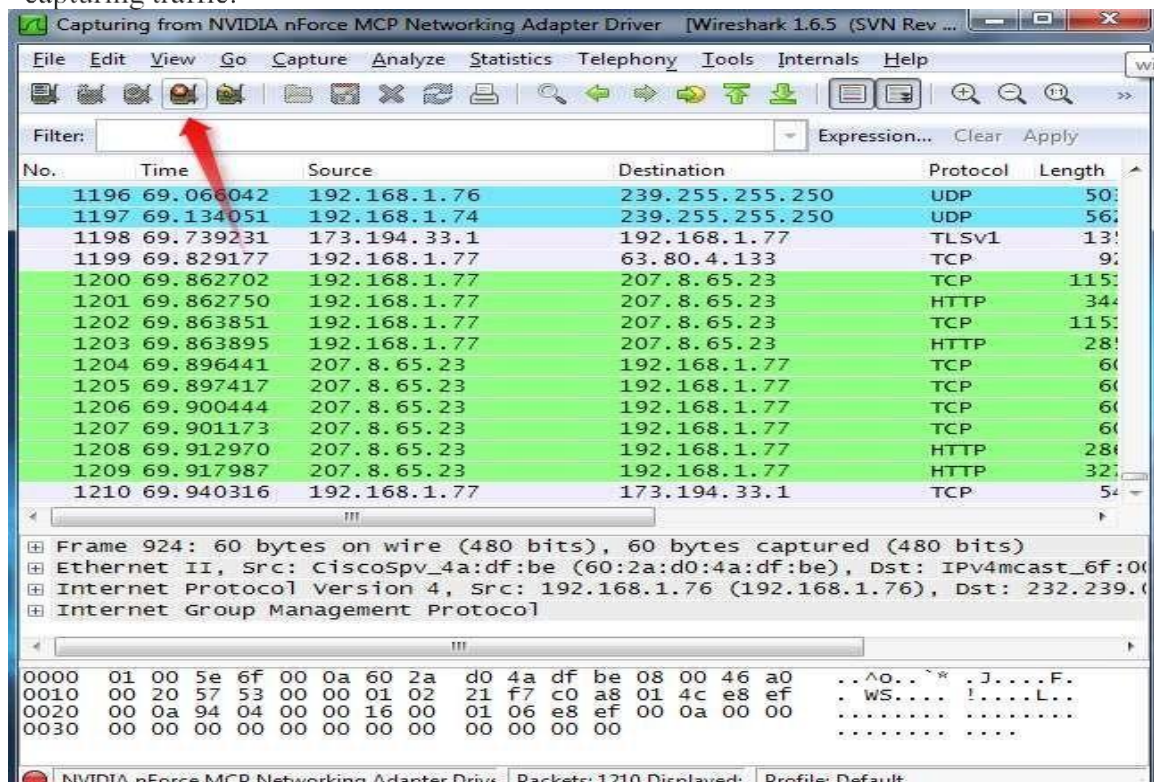 capturing traffic.
Capturing from NVIDIA nForce MCP Networking Adapter Driver [Wireshark 1.6.5 (SVN Rev ...
File Edit View Go Capture Analyze Statistics Telephony Tools Internals Help
Filter: Expression... Clear Apply
No. Time Source Destination Protocol Length
1196 69.066042 192.168.1.76 239.255.255.250 UDP
1197 69.134051 192.168.1.74 239.255.255.250 UDP
1198 69.739231 173.194.33.1 192.168.1.77 TLSv1
1199 69.829177 192.168.1.77 63.80.4.133 TCP
1200 69.862702 192.168.1.77 207.8.65.23 TCP
1201 69.862750 192.168.1.77 207.8.65.23 HTTP
1202 69.863851 192.168.1.77 207.8.65.23 TCP
1203 69.863895 192.168.1.77 207.8.65.23 HTTP
1204 69.896441 207.8.65.23 192.168.1.77 TCP
1205 69.897417 207.8.65.23 192.168.1.77 TCP
1206 69.900444 207.8.65.23 192.168.1.77 TCP
1207 69.901173 207.8.65.23 192.168.1.77 TCP
1208 69.912970 207.8.65.23 192.168.1.77 HTTP
1209 69.917987 207.8.65.23 192.168.1.77 HTTP
1210 69.940316 192.168.1.77 173.194.33.1 TCP
Frame 924: 60 bytes on wire (480 bits), 60 bytes captured (480 bits)
Ethernet II, Src: CiscoSpv_4a:df:be (60:2a:d0:4a:df:be), Dst: IPv4mcast_6f:0
Internet Protocol Version 4, Src: 192.168.1.76 (192.168.1.76), Dst: 232.239.
Internet Group Management Protocol
0000 01 00 5e 6f 00 0a 60 2a d0 4a df be 08 00 46 a0 ..^o..`* .J....F.
0010 00 20 57 53 00 00 01 02 21 f7 c0 a8 01 4c e8 ef . WS.... !....L..
0020 00 0a 94 04 00 00 16 00 01 06 e8 ef 00 0a 00 00 ........ ........
0030 00 00 00 00 00 00 00 00 00 00 00 00 ........ ....
NVIDIA nForce MCP Networking Adapter Drive Packets: 1210 Displayed: Profile: Default